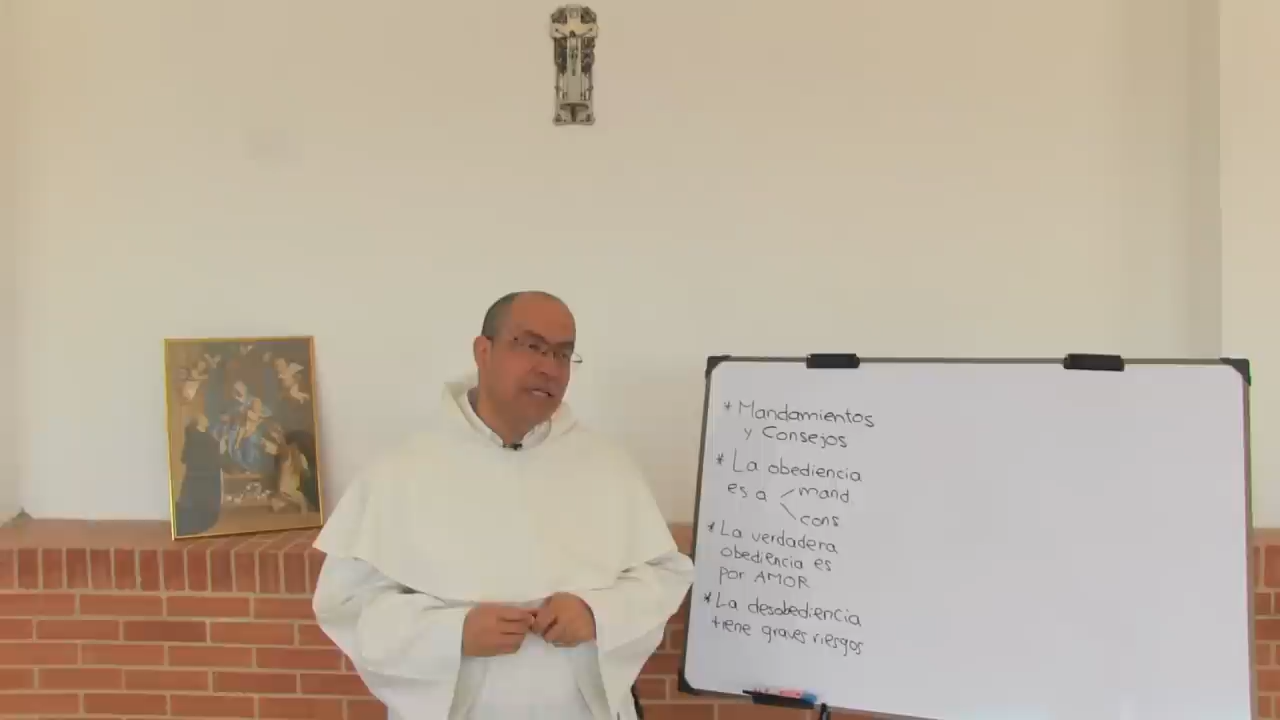 * Mandamientos
y Consejos
* La obediencia
es a mand
cons
* La verdadera
obediencia es
por AMOR
* La desobediencia
tiene graves riesgos